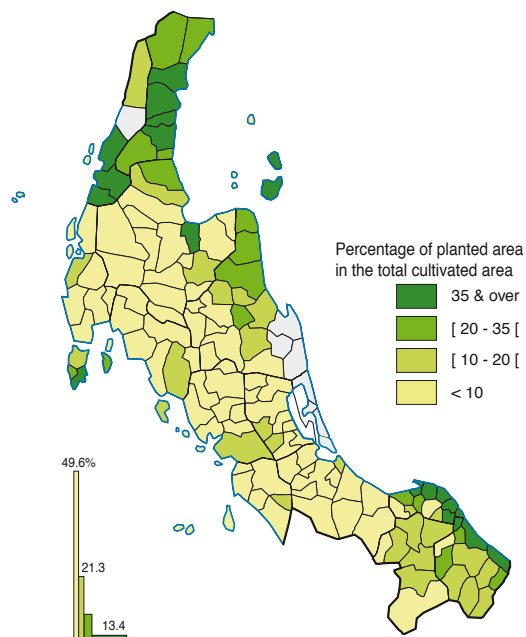 Percentage of planted area
in the total cultivated area
35 & over
[ 20 - 35 [
[ 10 - 20 [
< 10
49.6%
21.3
13.4